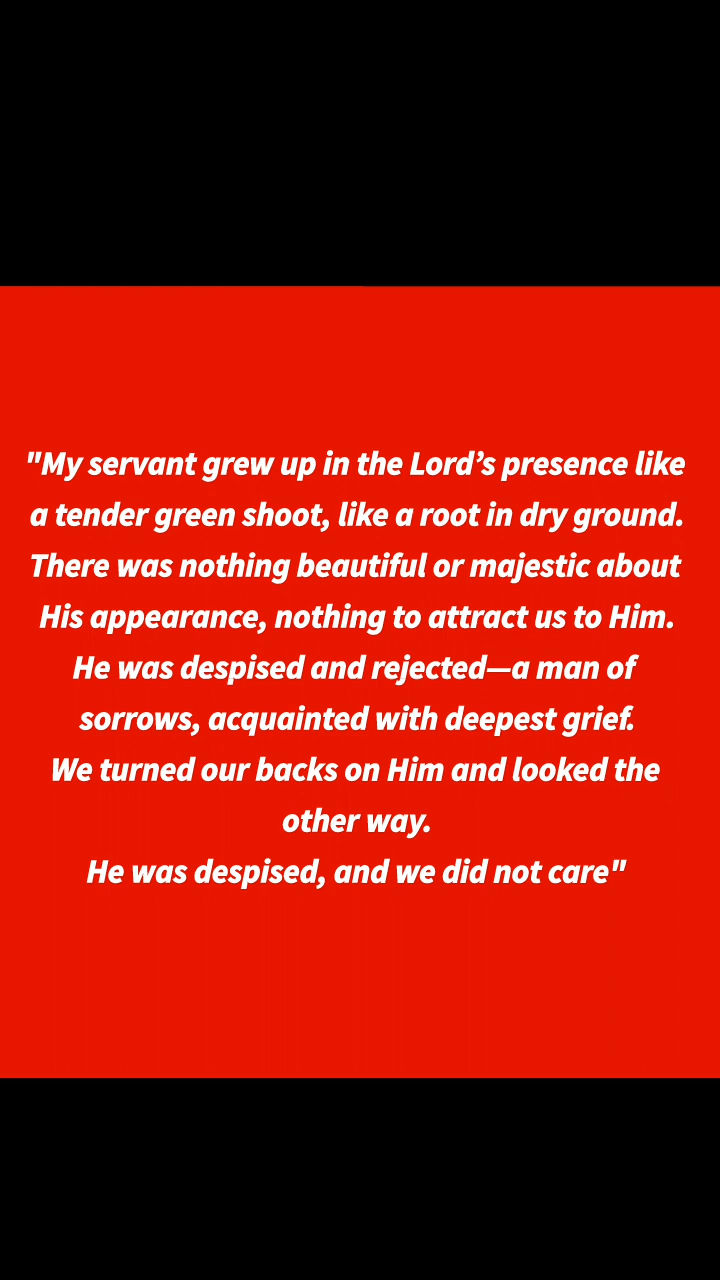 "My servant grew up in the Lord’s presence like
a tender green shoot, like a root in dry ground.
There was nothing beautiful or majestic about
His appearance, nothing to attract us to Him.
He was despised and rejected—a man of
sorrows, acquainted with deepest grief.
We turned our backs on Him and looked the
other way.
He was despised, and we did not care"